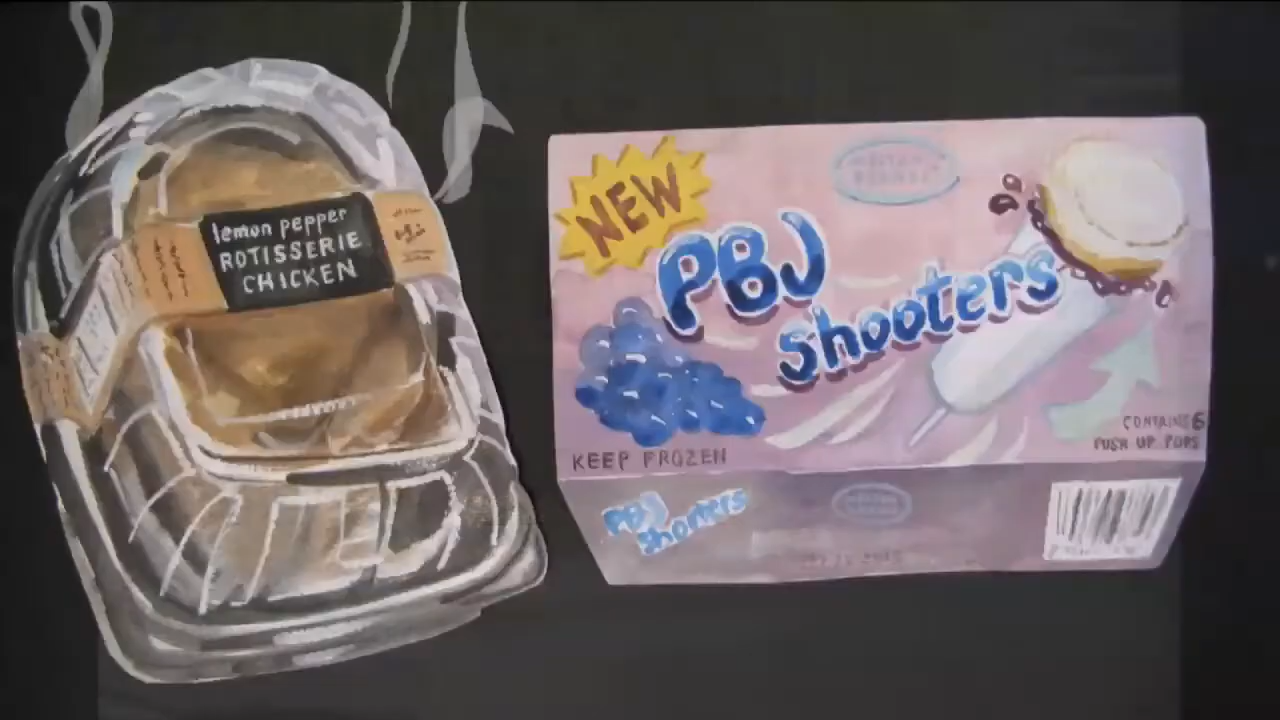 lemon pepper
ROTISSERIE
CHICKEN
NEW
PBJ
shooters
KEEP FROZEN
CONTAINS 6
PUSH UP POPS
PBJ
shooters